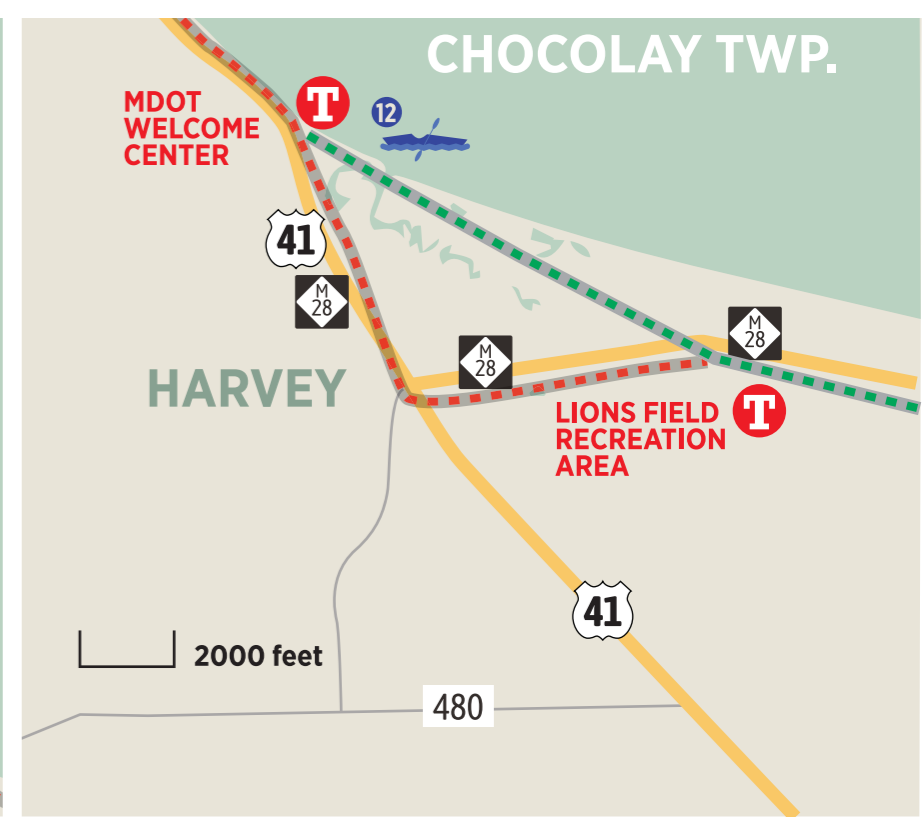 CHOCOLAY TWP.
MDOT
WELCOME
CENTER
T
12
41
M
28
M
28
M
28
HARVEY
LIONS FIELD
RECREATION
AREA
T
41
2000 feet
480